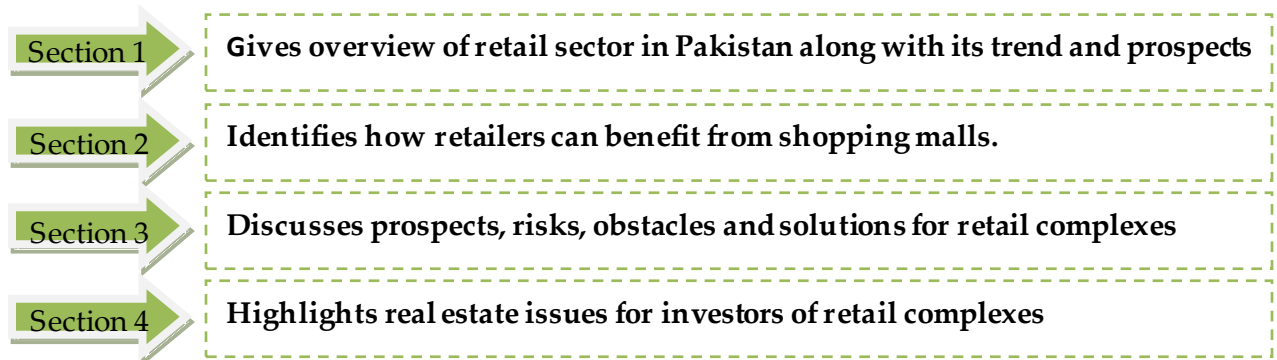 Section 1
Gives overview of retail sector in Pakistan along with its trend and prospects
Section 2
Identifies how retailers can benefit from shopping malls.
Section 3
Discusses prospects, risks, obstacles and solutions for retail complexes
Section 4
Highlights real estate issues for investors of retail complexes